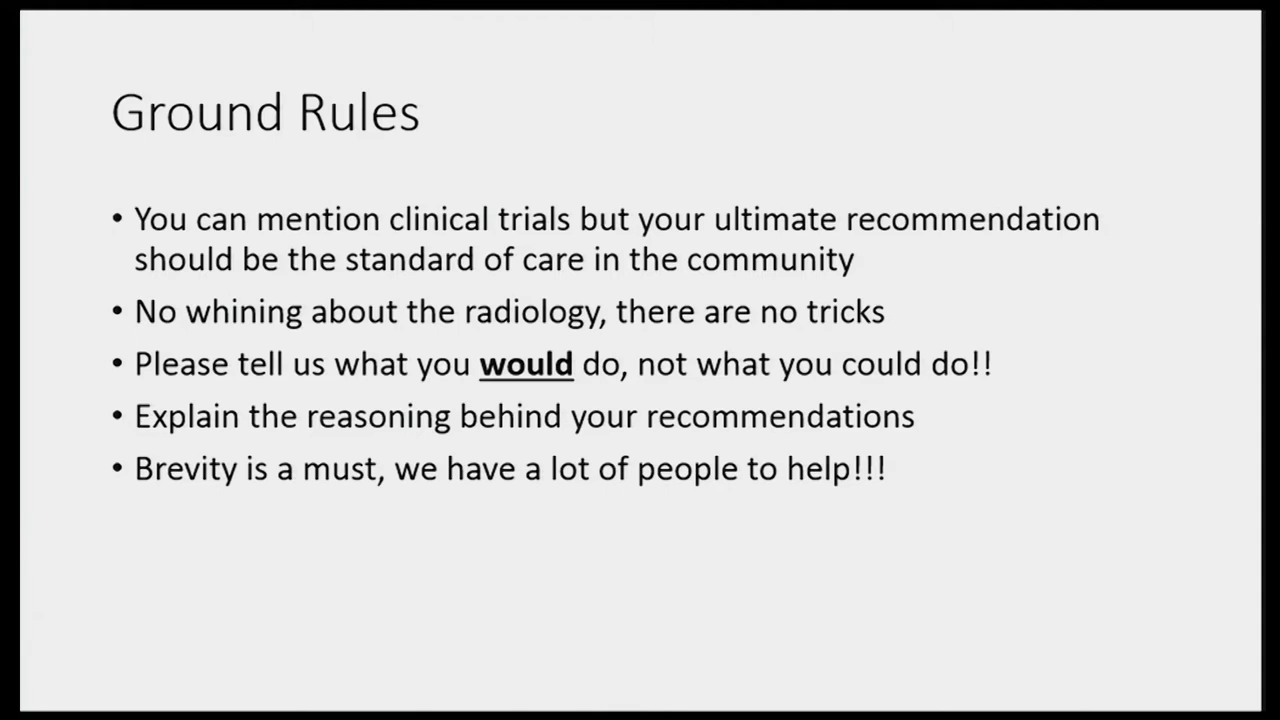 Ground Rules
• You can mention clinical trials but your ultimate recommendation
should be the standard of care in the community
• No whining about the radiology, there are no tricks
• Please tell us what you would do, not what you could do!!
• Explain the reasoning behind your recommendations
• Brevity is a must, we have a lot of people to help!!!